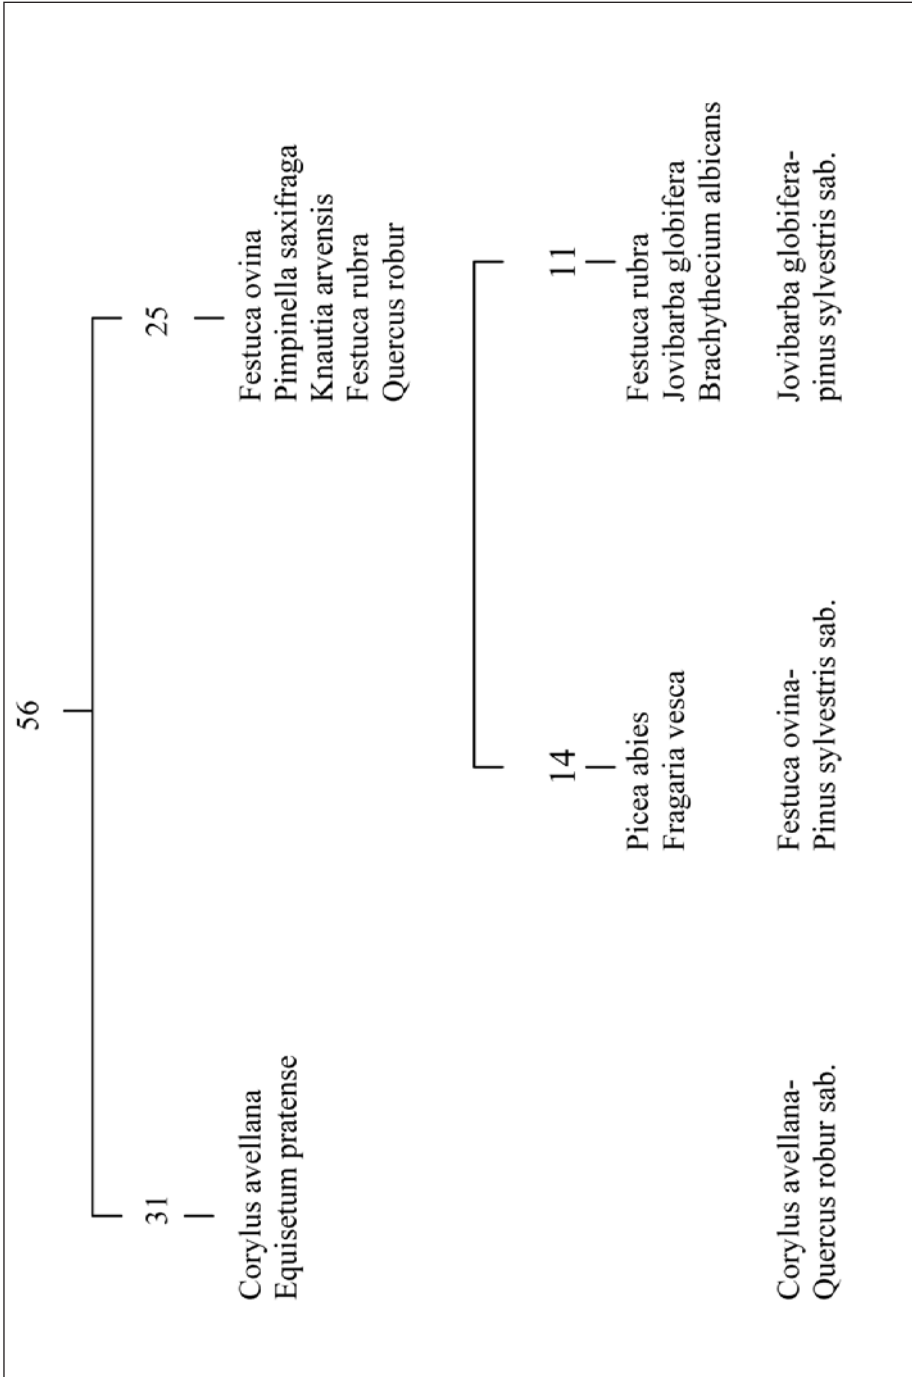 56
31
25
Corylus avellana
Equisetum pratense
Festuca ovina
Pimpinella saxifraga
Knautia arvensis
Festuca rubra
Quercus robur
14
11
Picea abies
Fragaria vesca
Festuca rubra
Jovibarba globifera
Brachythecium albicans
Corylus avellana-
Quercus robur sab.
Festuca ovina-
Pinus sylvestris sab.
Jovibarba globifera-
pinus sylvestris sab.